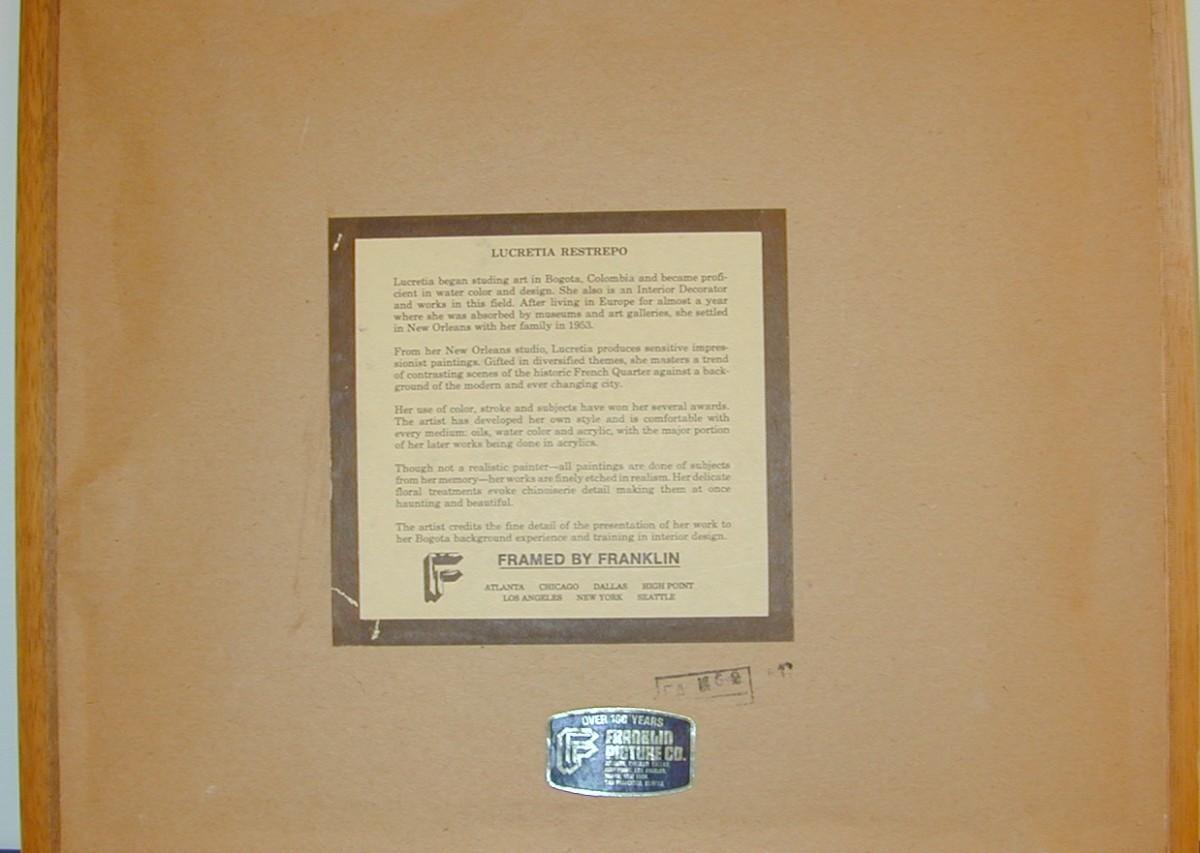 LUCRETIA RESTREPO
Lucretia began studing art in Bogota, Colombia and became profi-
cient in water color and design. She also is an Interior Decorator
and works in this field. After living in Europe for almost a year
where she was absorbed by museums and art galleries, she settled
in New Orleans with her family in 1953.
From her New Orleans studio, Lucretia produces sensitive impres-
sionist paintings. Gifted in diversified themes, she masters a trend
of contrasting scenes of the historic French Quarter against a back-
ground of the modern and ever changing city.
Her use of color, stroke and subjects have won her several awards.
The artist has developed her own style and is comfortable with
every medium: oils, water color and acrylic, with the major portion
of her later works being done in acrylics.
Though not a realistic painter—all paintings are done of subjects
from her memory—her works are finely etched in realism. Her delicate
floral treatments evoke chinoiserie detail making them at once
haunting and beautiful.
The artist credits the fine detail of the presentation of her work to
her Bogota background experience and training in interior design.
FRAMED BY FRANKLIN
ATLANTA CHICAGO DALLAS HIGH POINT
LOS ANGELES NEW YORK SEATTLE
OVER 100 YEARS
FRANKLIN
PICTURE CO.